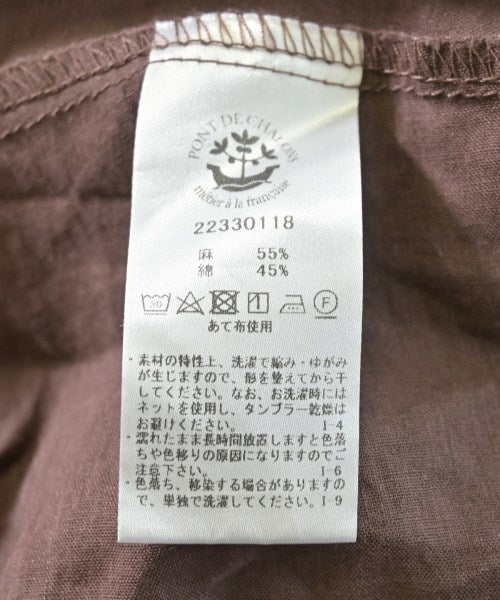 PONT DE CHALONS
métier à la française
22330118
麻 55%
綿 45%
F
あて布使用
・素材の特性上、洗濯で縮み・ゆがみ
が生じますので、形を整えてから干
してください。なお、お洗濯時には
ネットを使用し、タンブラー乾燥は
お避けください。 I-4
・濡れたまま長時間放置しますと色落
ちや色移りの原因になりますのでご
注意下さい。 I-6
・色落ち、移染する場合がありますの
で、単独で洗濯してください。I-9